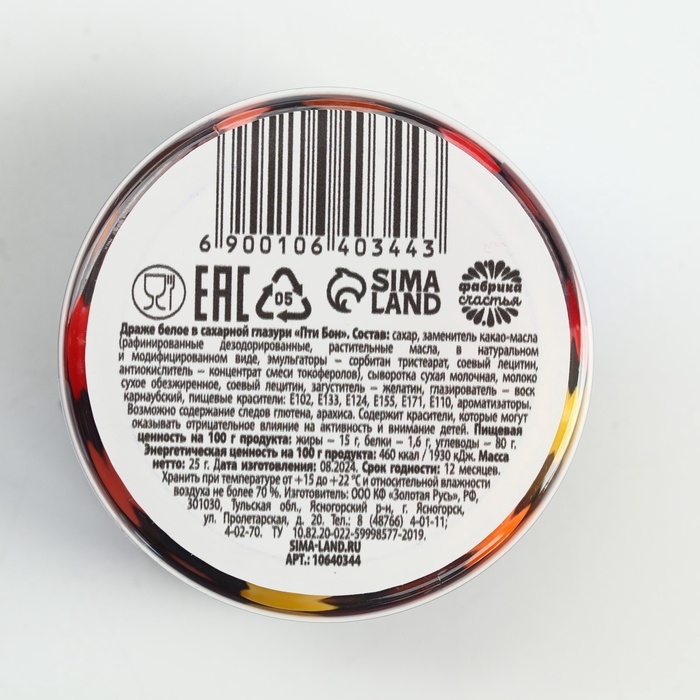 6 900106 403443
EAC 05 SIMA LAND фабрика счастья
Драже белое в сахарной глазури «Пти Бон». Состав: сахар, заменитель какао-масла
(рафинированные дезодорированные, растительные масла, в натуральном
и модифицированном виде, эмульгаторы – сорбитан тристеарат, соевый лецитин,
антиокислитель – концентрат смеси токоферолов), сыворотка сухая молочная, молоко
сухое обезжиренное, соевый лецитин, загуститель – желатин, глазирователь – воск
карнаубский, пищевые красители: Е102, Е133, Е124, Е155, Е171, Е110, ароматизаторы.
Возможно содержание следов глютена, арахиса. Содержит красители, которые могут
оказывать отрицательное влияние на активность и внимание детей. Пищевая
ценность на 100 г продукта: жиры – 15 г, белки – 1,6 г, углеводы – 80 г.
Энергетическая ценность на 100 г продукта: 460 ккал / 1930 кДж. Масса
нетто: 25 г. Дата изготовления: 08.2024. Срок годности: 12 месяцев.
Хранить при температуре от +15 до +22 °С и относительной влажности
воздуха не более 70 %. Изготовитель: ООО КФ «Золотая Русь», РФ,
301030, Тульская обл., Ясногорский р-н, г. Ясногорск,
ул. Пролетарская, д. 20. Тел.: 8 (48766) 4-01-11;
4-02-70. ТУ 10.82.20-022-59998577-2019.
SIMA-LAND.RU
АРТ.: 10640344